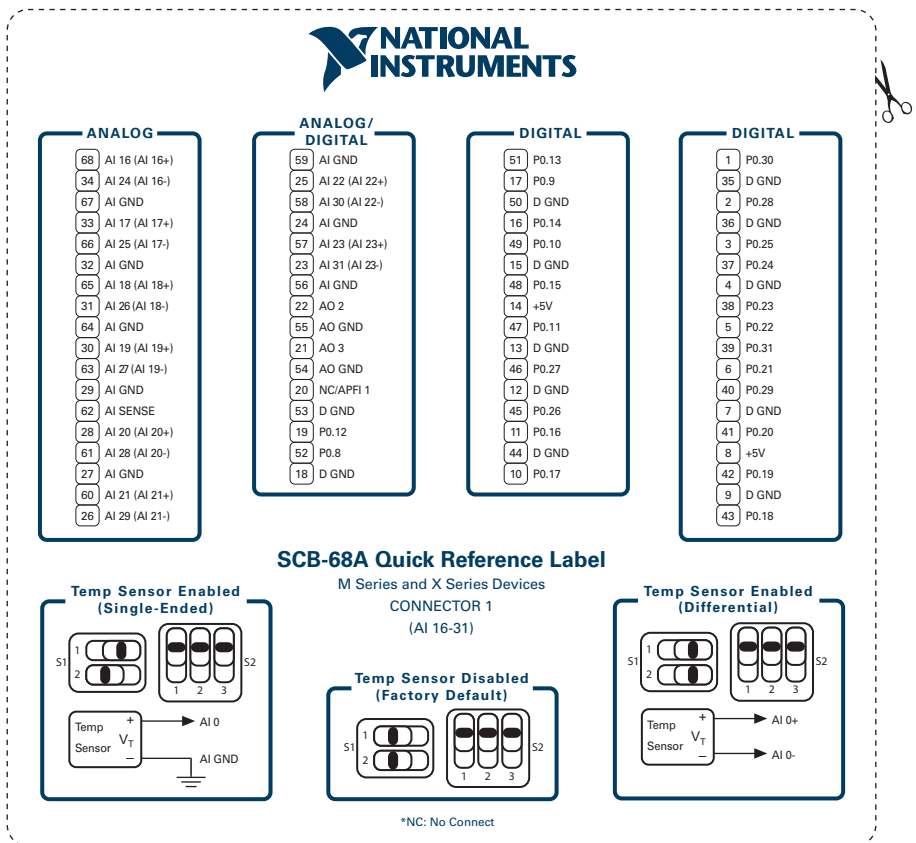 NATIONAL
INSTRUMENTS
ANALOG
68 AI 16 (AI 16+)
34 AI 24 (AI 16-)
67 AI GND
33 AI 17 (AI 17+)
66 AI 25 (AI 17-)
32 AI GND
65 AI 18 (AI 18+)
31 AI 26 (AI 18-)
64 AI GND
30 AI 19 (AI 19+)
63 AI 27 (AI 19-)
29 AI GND
62 AI SENSE
28 AI 20 (AI 20+)
61 AI 28 (AI 20-)
27 AI GND
60 AI 21 (AI 21+)
26 AI 29 (AI 21-)
ANALOG/
DIGITAL
59 AI GND
25 AI 22 (AI 22+)
58 AI 30 (AI 22-)
24 AI GND
57 AI 23 (AI 23+)
23 AI 31 (AI 23-)
56 AI GND
22 AO 2
55 AO GND
21 AO 3
54 AO GND
20 NC/APFI 1
53 D GND
19 P0.12
52 P0.8
18 D GND
DIGITAL
51 P0.13
17 P0.9
50 D GND
16 P0.14
49 P0.10
15 D GND
48 P0.15
14 +5V
47 P0.11
13 D GND
46 P0.27
12 D GND
45 P0.26
11 P0.16
44 D GND
10 P0.17
DIGITAL
1 P0.30
35 D GND
2 P0.28
36 D GND
3 P0.25
37 P0.24
4 D GND
38 P0.23
5 P0.22
39 P0.31
6 P0.21
40 P0.29
7 D GND
41 P0.20
8 +5V
42 P0.19
9 D GND
43 P0.18
SCB-68A Quick Reference Label
M Series and X Series Devices
CONNECTOR 1
(AI 16-31)
Temp Sensor Enabled
(Single-Ended)
S1
1
2
S2
1 2 3
Temp
Sensor
VT
+
–
AI 0
AI GND
Temp Sensor Disabled
(Factory Default)
S1
1
2
S2
1 2 3
Temp Sensor Enabled
(Differential)
S1
1
2
S2
1 2 3
Temp
Sensor
VT
+
–
AI 0+
AI 0-
*NC: No Connect